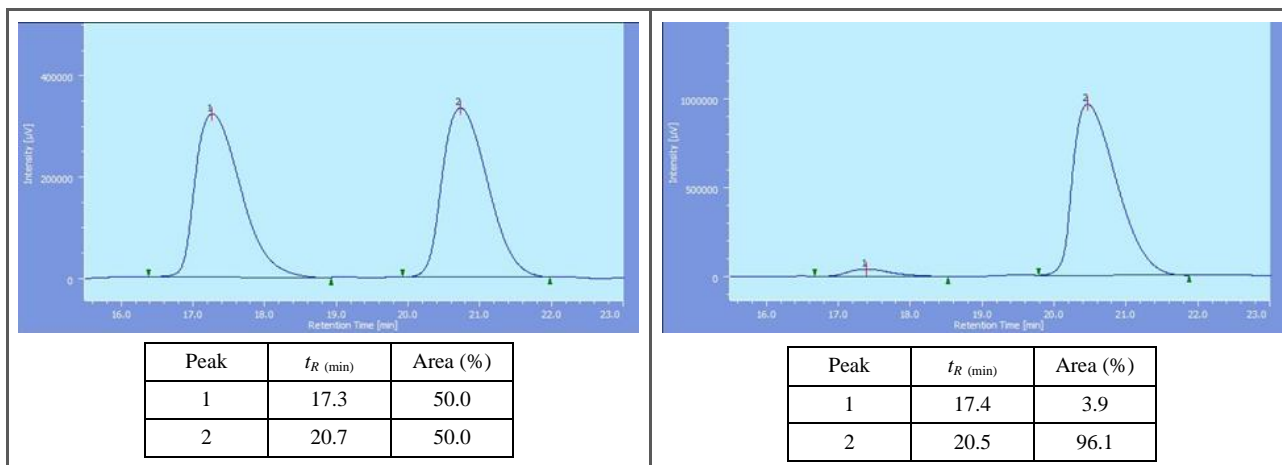 1
2
400000
200000
0
Intensity [µV]
16.0 17.0 18.0 19.0 20.0 21.0 22.0 23.0
Retention Time [min]
Peak tR (min) Area (%)
1 17.3 50.0
2 20.7 50.0
2
1
1000000
500000
0
Intensity [µV]
16.0 17.0 18.0 19.0 20.0 21.0 22.0 23.0
Retention Time [min]
Peak tR (min) Area (%)
1 17.4 3.9
2 20.5 96.1